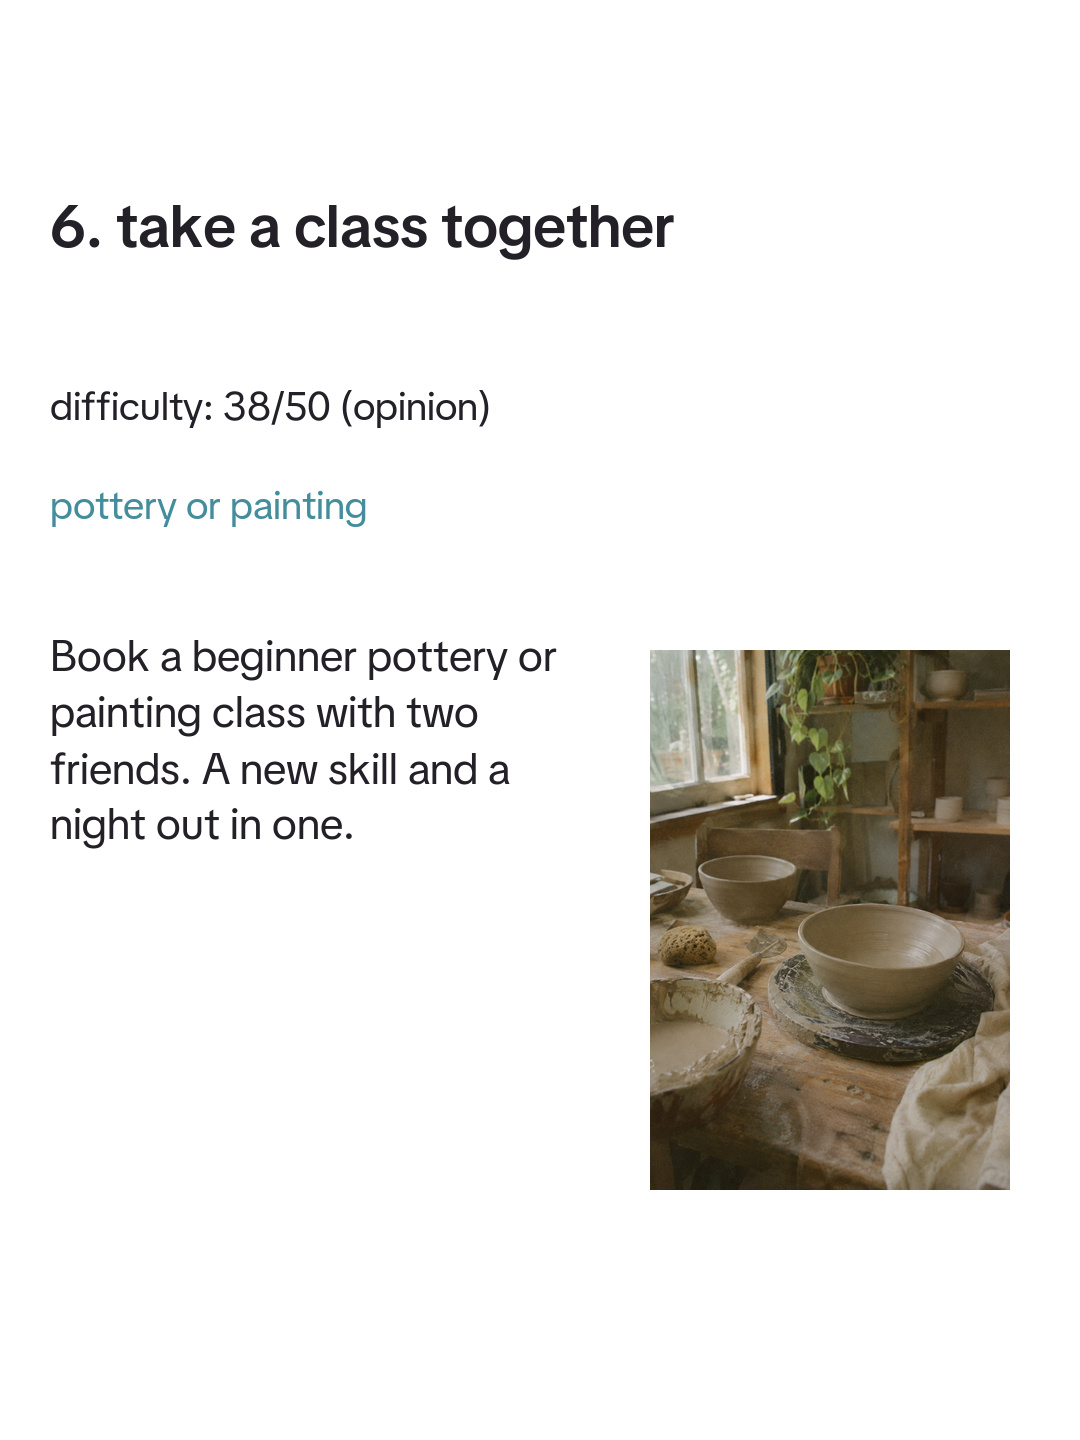 6. take a class together
difficulty: 38/50 (opinion)
pottery or painting
Book a beginner pottery or
painting class with two
friends. A new skill and a
night out in one.